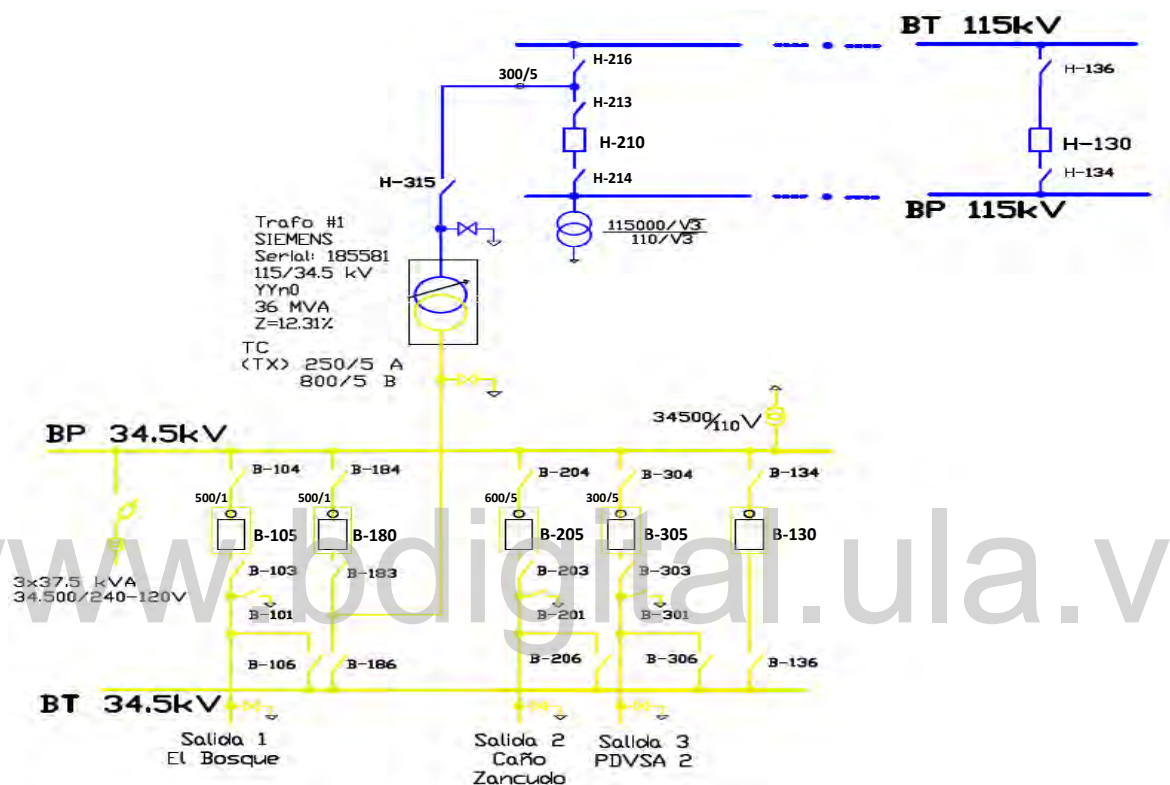 BT 115kV
H-216
300/5
H-136
H-213
H-210
H-130
H-315
H-214
H-134
BP 115kV
115000/√3
110/√3
Trafo #1
SIEMENS
Serial: 185581
115/34.5 kV
YYn0
36 MVA
Z=12.31%
TC
(TX) 250/5 A
800/5 B
34500/110V
BP 34.5kV
B-104
B-184
B-204
B-304
B-134
500/1
500/1
600/5
300/5
B-105
B-180
B-205
B-305
B-130
B-103
B-183
B-203
B-303
3x37.5 kVA
34.500/240-120V
www.bdigital.ula.v
B-101
B-201
B-301
B-106
B-186
B-206
B-306
B-136
BT 34.5kV
Salida 1
El Bosque
Salida 2
Caño
Zancudo
Salida 3
PDVSA 2